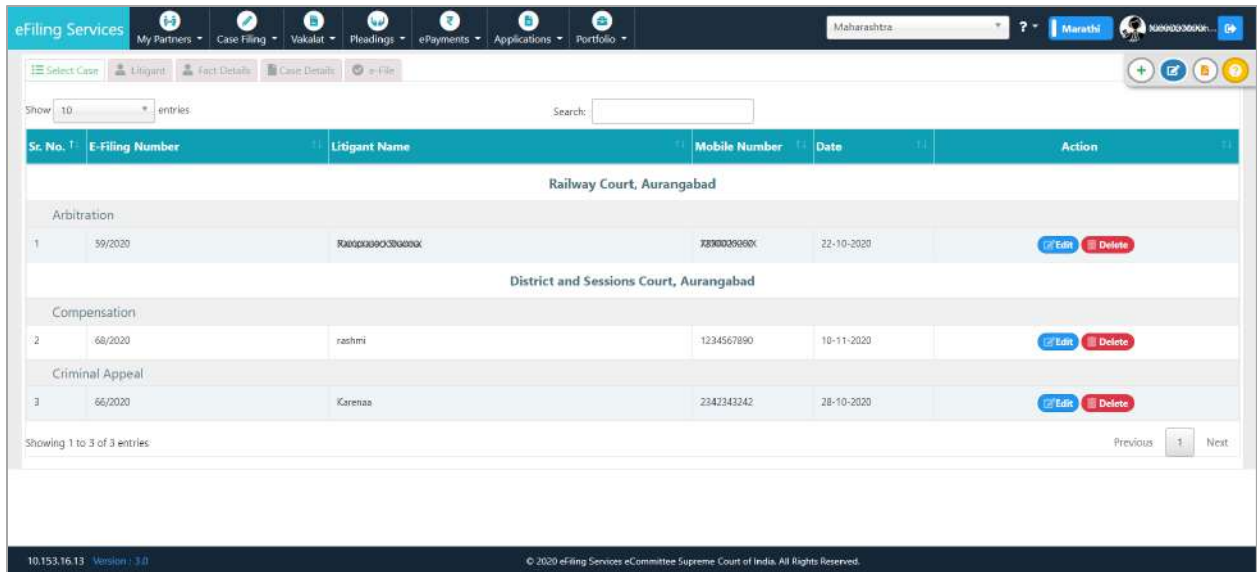 eFiling Services My Partners Case Filing Vakalat Pleadings ePayments Applications Portfolio Maharashtra ? Marathi
Select Case Litigant Fact Details Case Details e-File
Show 10 entries Search:
Sr. No. E-Filing Number Litigant Name Mobile Number Date Action
Railway Court, Aurangabad
Arbitration
1 59/2020 22-10-2020 Edit Delete
District and Sessions Court, Aurangabad
Compensation
2 68/2020 rashmi 1234567890 10-11-2020 Edit Delete
Criminal Appeal
3 66/2020 Karenaa 2342343242 28-10-2020 Edit Delete
Showing 1 to 3 of 3 entries Previous 1 Next
10.153.16.13 Version : 3.0 © 2020 eFiling Services eCommittee Supreme Court of India. All Rights Reserved.